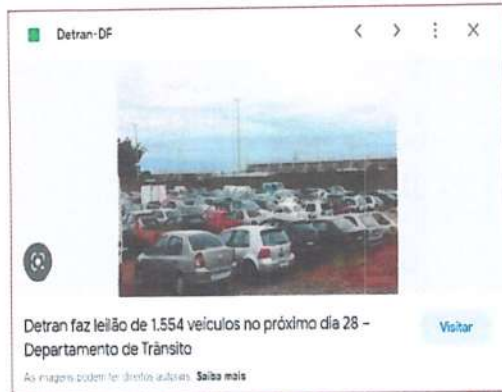 Detran-DF
Detran faz leilão de 1.554 veículos no próximo dia 28 –
Visitar
Departamento de Trânsito
As imagens podem ter direitos autorais. Saiba mais